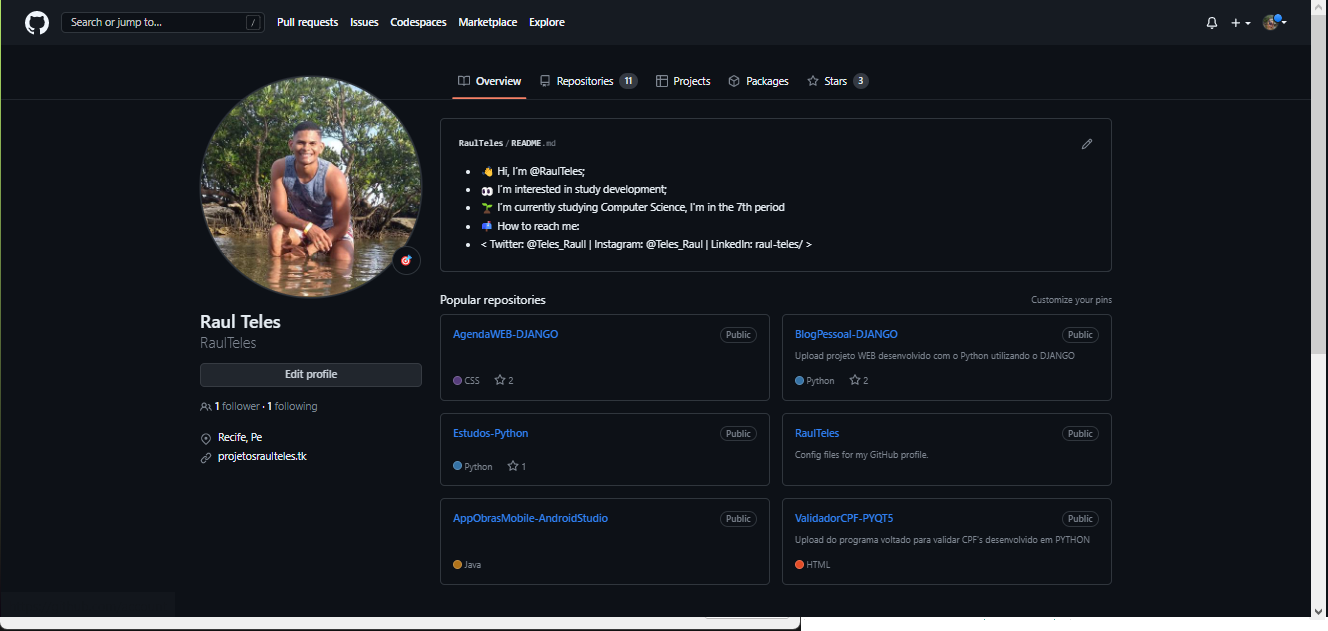 Search or jump to... /
Pull requests Issues Codespaces Marketplace Explore
Overview Repositories 11 Projects Packages Stars 3
RaulTeles / README.md
👋 Hi, I'm @RaulTeles;
👀 I'm interested in study development;
🌱 I'm currently studying Computer Science, I'm in the 7th period
📫 How to reach me:
< Twitter: @Teles_Raull | Instagram: @Teles_Raul | LinkedIn: raul-teles/ >
Raul Teles
RaulTeles
Edit profile
1 follower · 1 following
Recife, Pe
projetosraulteles.tk
Popular repositories Customize your pins
AgendaWEB-DJANGO Public
CSS 2
BlogPessoal-DJANGO Public
Upload projeto WEB desenvolvido com o Python utilizando o DJANGO
Python 2
Estudos-Python Public
Python 1
RaulTeles Public
Config files for my GitHub profile.
AppObrasMobile-AndroidStudio Public
Java
ValidadorCPF-PYQT5 Public
Upload do programa voltado para validar CPF's desenvolvido em PYTHON
HTML